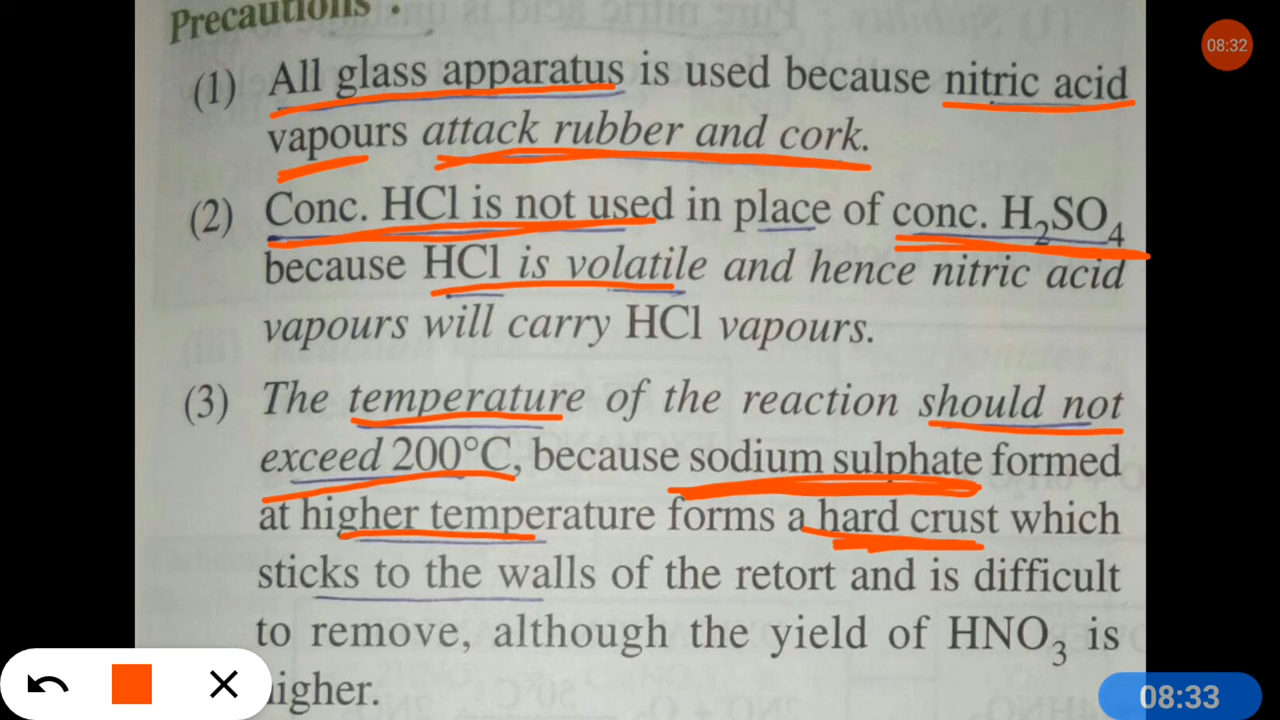 Precautions :
08:32
(1) All glass apparatus is used because nitric acid
vapours attack rubber and cork.
(2) Conc. HCl is not used in place of conc. H₂SO₄
because HCl is volatile and hence nitric acid
vapours will carry HCl vapours.
(3) The temperature of the reaction should not
exceed 200°C, because sodium sulphate formed
at higher temperature forms a hard crust which
sticks to the walls of the retort and is difficult
to remove, although the yield of HNO₃ is
higher.
08:33